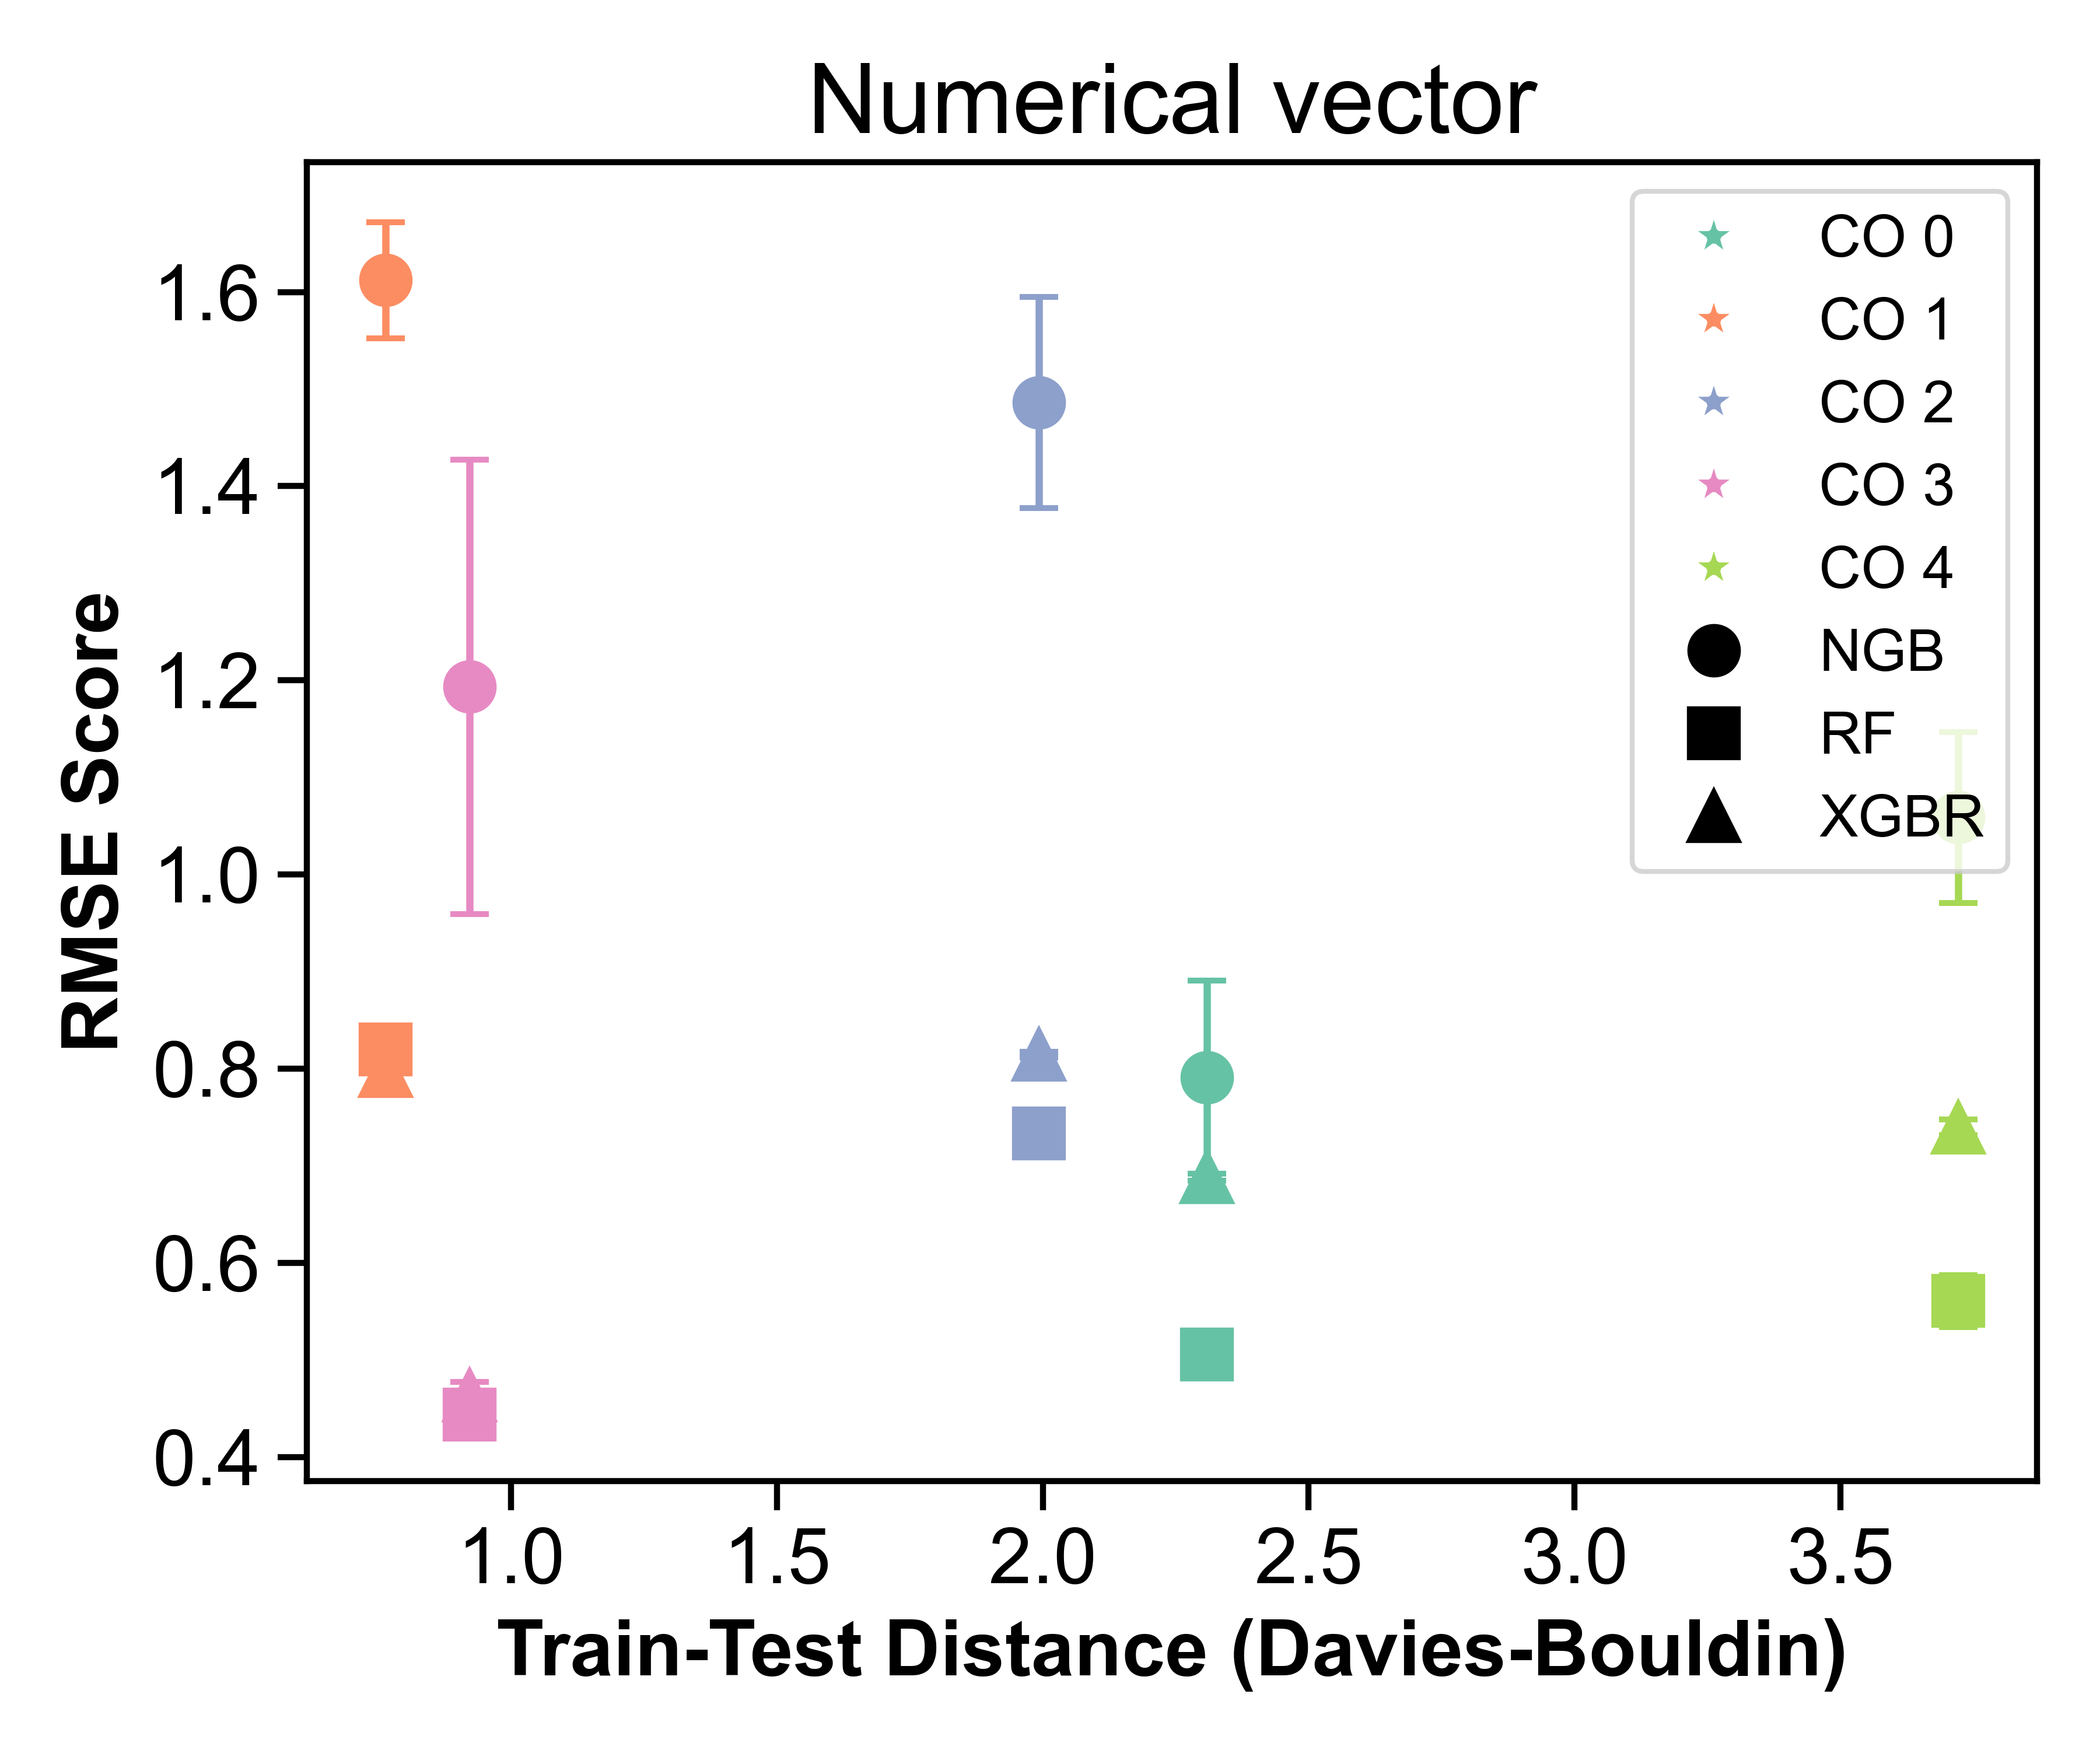 Numerical vector
CO 0
CO 1
CO 2
CO 3
CO 4
NGB
RF
XGBR
RMSE Score
1.6
1.4
1.2
1.0
0.8
0.6
0.4
1.0 1.5 2.0 2.5 3.0 3.5
Train-Test Distance (Davies-Bouldin)